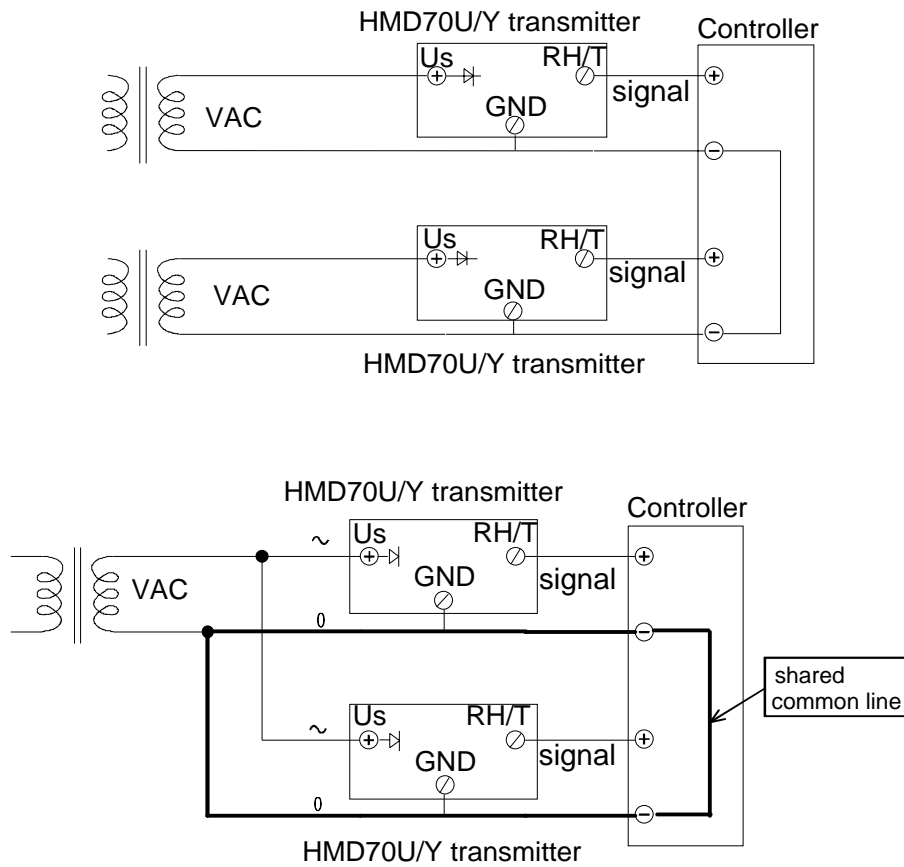 HMD70U/Y transmitter
Controller
Us
RH/T
+
+
signal
VAC
GND
−
Us
RH/T
+
+
signal
VAC
GND
−
HMD70U/Y transmitter
HMD70U/Y transmitter
Controller
~
Us
RH/T
+
+
VAC
GND
signal
0
−
shared
common line
~
Us
RH/T
+
+
GND
signal
0
−
HMD70U/Y transmitter